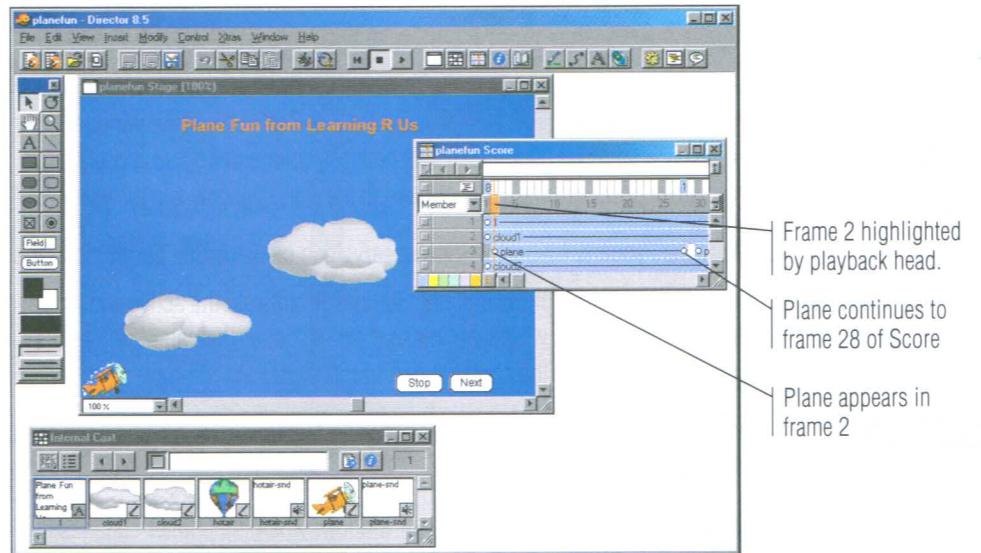 planefun - Director 8.5
File Edit View Insert Modify Control Xtras Window Help
planefun Stage (100%)
Plane Fun from Learning R Us
planefun Score
Member
1 5 10 15 20 25 30
1
2 cloud1
3 plane
4 cloud2
Field
Button
Stop Next
100 %
Frame 2 highlighted
by playback head.
Plane continues to
frame 28 of Score
Plane appears in
frame 2
Internal Cast
1
Plane Fun
from
Learning
hotair-snd
plane-snd
1 cloud1 cloud2 hotair hotair-snd plane plane-snd